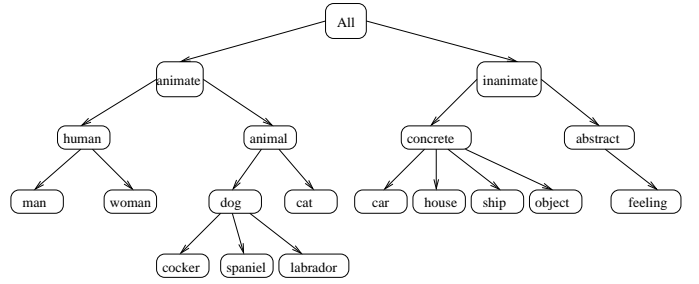 All
animate inanimate
human animal concrete abstract
man woman dog cat car house ship object feeling
cocker spaniel labrador